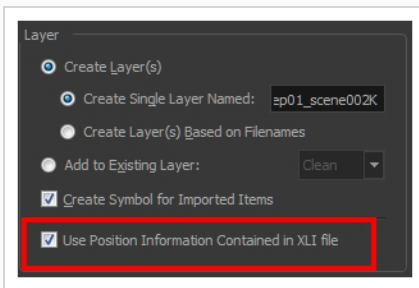 Layer
Create Layer(s)
Create Single Layer Named: ep01_scene002K
Create Layer(s) Based on Filenames
Add to Existing Layer: Clean
Create Symbol for Imported Items
Use Position Information Contained in XLI file